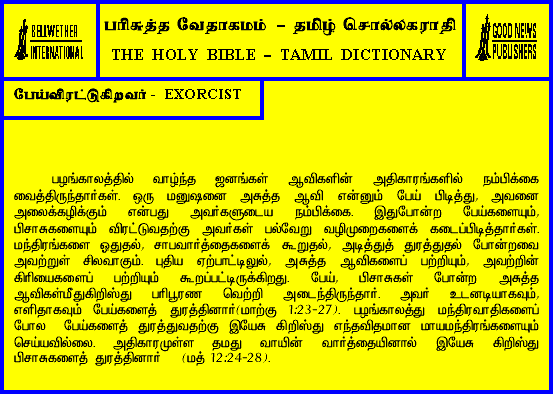 BELLWETHER
INTERNATIONAL
பரிசுத்த வேதாகமம் – தமிழ் சொல்லகராதி
THE HOLY BIBLE – TAMIL DICTIONARY
GOOD NEWS
PUBLISHERS
பேய்விரட்டுகிறவர் - EXORCIST
பழங்காலத்தில் வாழ்ந்த ஜனங்கள் ஆவிகளின் அதிகாரங்களில் நம்பிக்கை
வைத்திருந்தார்கள். ஒரு மனுஷனை அசுத்த ஆவி என்னும் பேய் பிடித்து, அவனை
அலைக்கழிக்கும் என்பது அவர்களுடைய நம்பிக்கை. இதுபோன்ற பேய்களையும்,
பிசாசுகளையும் விரட்டுவதற்கு அவர்கள் பல்வேறு வழிமுறைகளைக் கடைப்பிடித்தார்கள்.
மந்திரங்களை ஓதுதல், சாபவார்த்தைகளைக் கூறுதல், அடித்துத் துரத்துதல் போன்றவை
அவற்றுள் சிலவாகும். புதிய ஏற்பாட்டிலும், அசுத்த ஆவிகளைப் பற்றியும், அவற்றின்
கிரியைகளைப் பற்றியும் கூறப்பட்டிருக்கிறது. பேய், பிசாசுகள் போன்ற அசுத்த
ஆவிகள்மீதுகிறிஸ்து பரிபூரண வெற்றி அடைந்திருந்தார். அவர் உடனடியாகவும்,
எளிதாகவும் பேய்களைத் துரத்தினார்(மாற்கு 1:23-27). பழங்காலத்து மந்திரவாதிகளைப்
போல பேய்களைத் துரத்துவதற்கு இயேசு கிறிஸ்து எந்தவிதமான மாயமந்திரங்களையும்
செய்யவில்லை. அதிகாரமுள்ள தமது வாயின் வார்த்தையினால் இயேசு கிறிஸ்து
பிசாசுகளைத் துரத்தினார் (மத் 12:24-28).